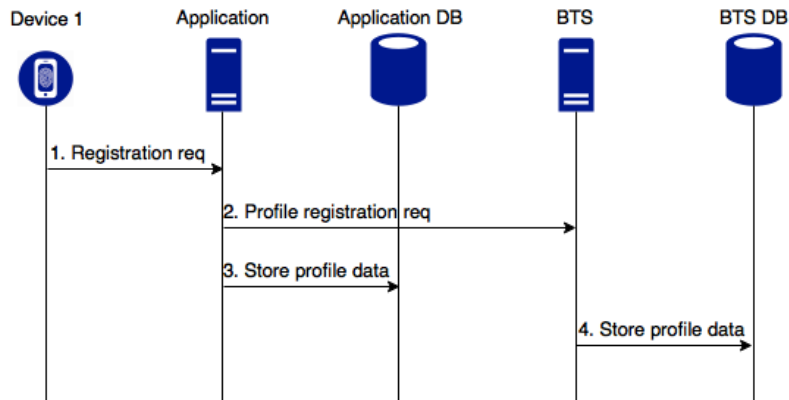 Device 1
Application
Application DB
BTS
BTS DB
1. Registration req
2. Profile registration req
3. Store profile data
4. Store profile data